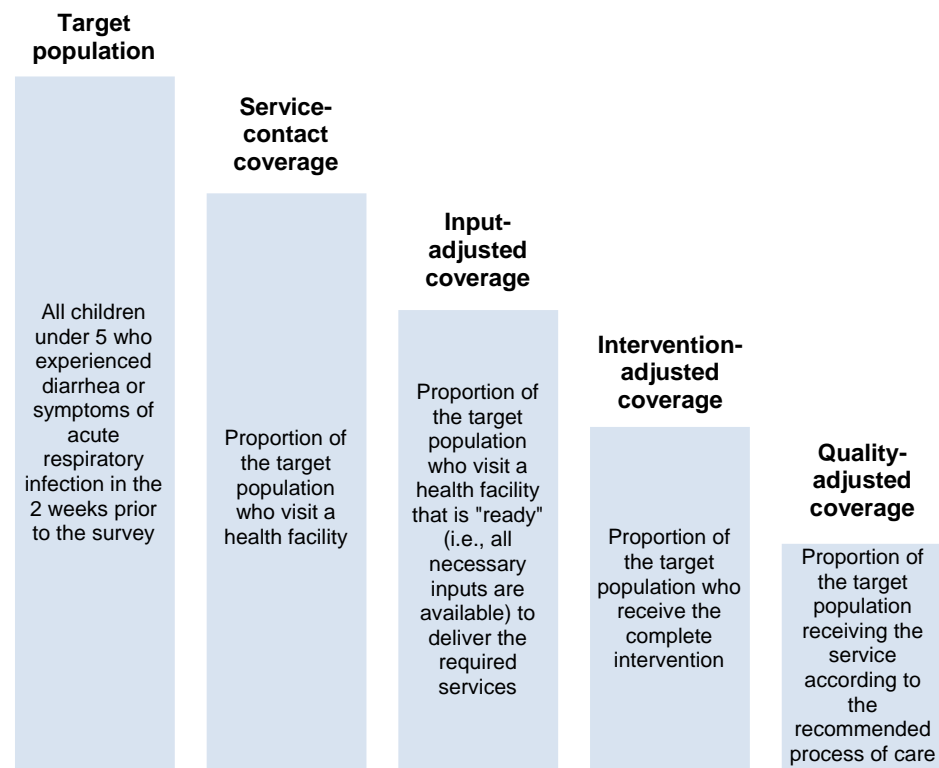 Target
population
All children
under 5 who
experienced
diarrhea or
symptoms of
acute
respiratory
infection in the
2 weeks prior
to the survey
Service-
contact
coverage
Proportion of
the target
population
who visit a
health facility
Input-
adjusted
coverage
Proportion of
the target
population
who visit a
health facility
that is "ready"
(i.e., all
necessary
inputs are
available) to
deliver the
required
services
Intervention-
adjusted
coverage
Proportion of
the target
population who
receive the
complete
intervention
Quality-
adjusted
coverage
Proportion of
the target
population
receiving the
service
according to
the
recommended
process of care